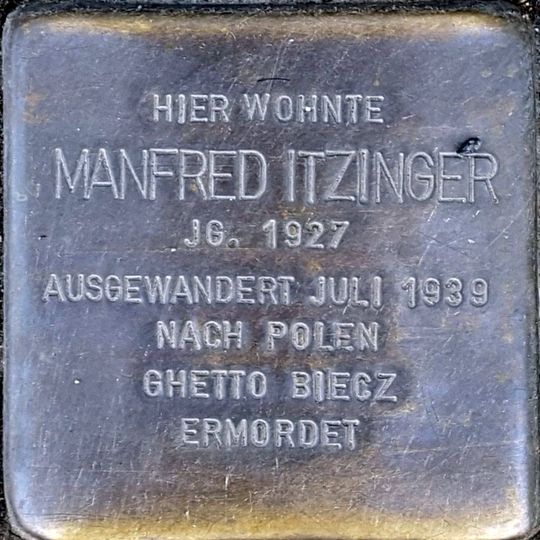 HIER WOHNTE
MANFRED ITZINGER
JG. 1927
AUSGEWANDERT JULI 1939
NACH POLEN
GHETTO BIECZ
ERMORDET